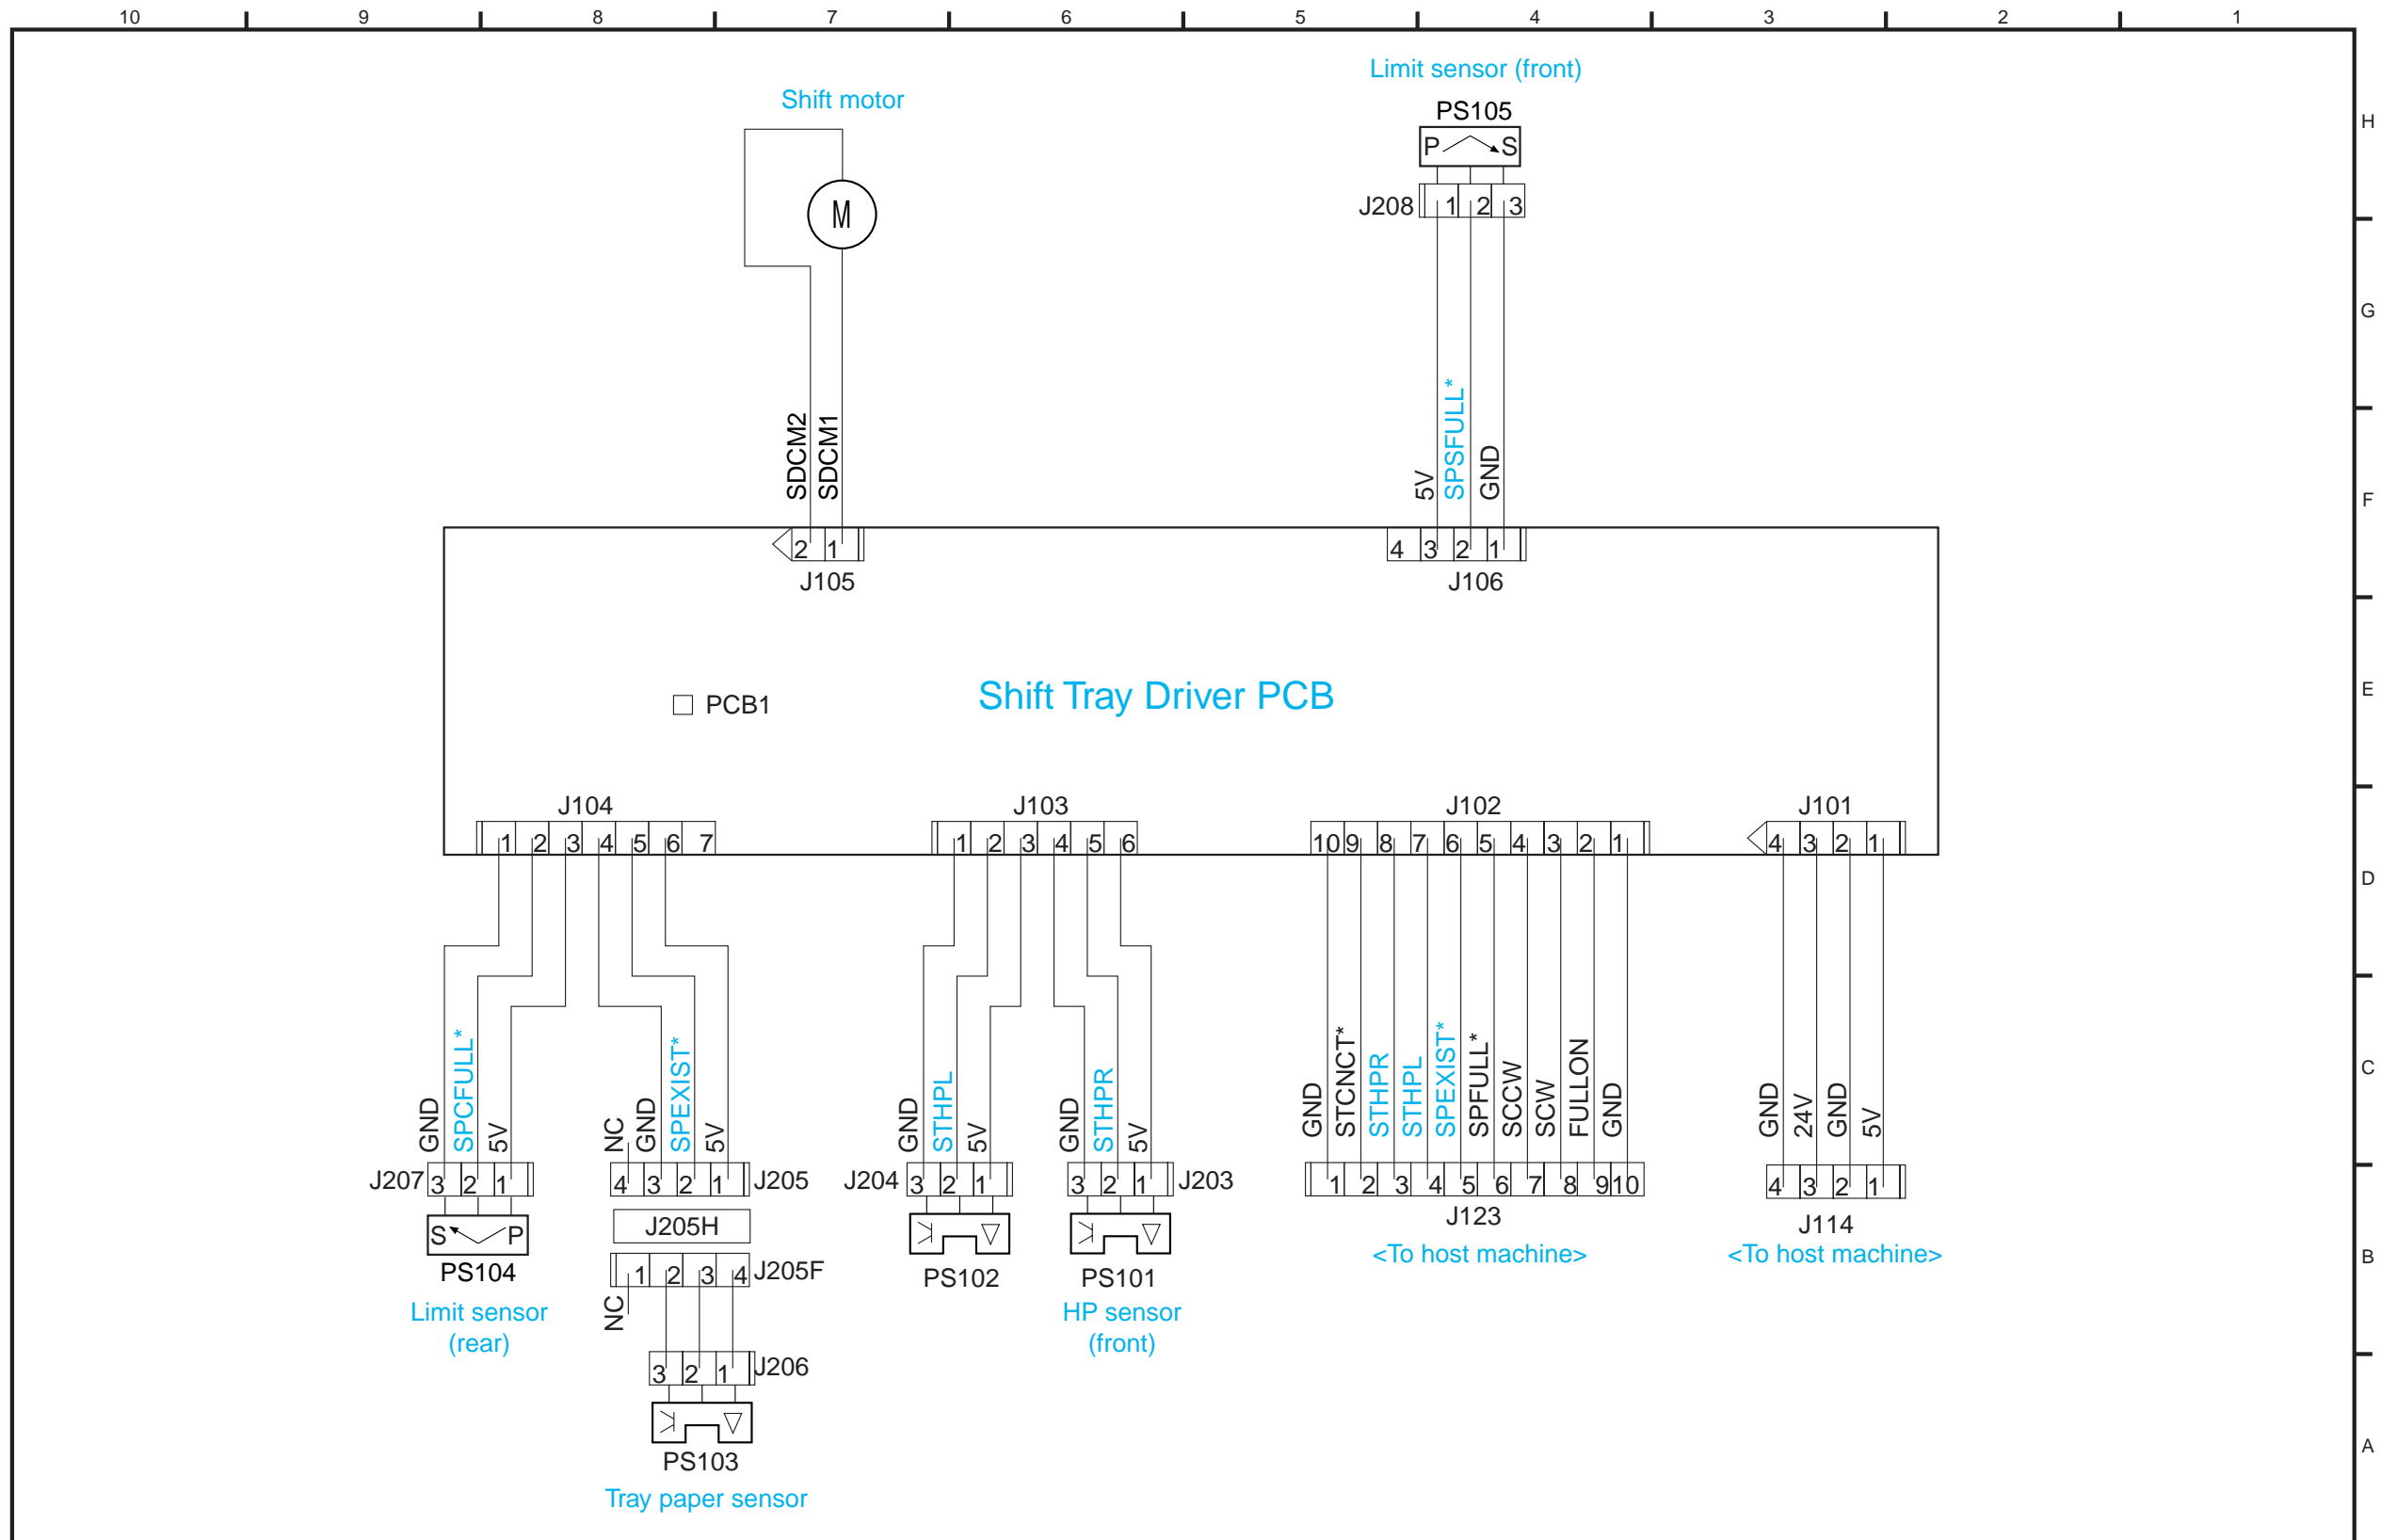 10 9 8 7 6 5 4 3 2 1
Limit sensor (front)
Shift motor
PS105
H
P S
J208 1 2 3
M
G
SDCM2
SDCM1
5V
SPSFULL*
GND
F
2 1
4 3 2 1
J105
J106
E
PCB1
Shift Tray Driver PCB
J104
J103
J102
J101
1 2 3 4 5 6 7
1 2 3 4 5 6
10 9 8 7 6 5 4 3 2 1
4 3 2 1
D
C
GND
SPCFULL*
5V
NC
GND
SPEXIST*
5V
GND
STHPL
5V
GND
STHPR
5V
GND
STCNCT*
STHPR
STHPL
SPEXIST*
SPFULL*
SCCW
SCW
FULLON
GND
GND
24V
GND
5V
J207 3 2 1
4 3 2 1 J205
J204 3 2 1
3 2 1 J203
1 2 3 4 5 6 7 8 9 10
4 3 2 1
J205H
J123
J114
S P
<To host machine>
<To host machine>
B
PS104
1 2 3 4 J205F
PS102
PS101
NC
Limit sensor
(rear)
HP sensor
(front)
3 2 1 J206
A
PS103
Tray paper sensor